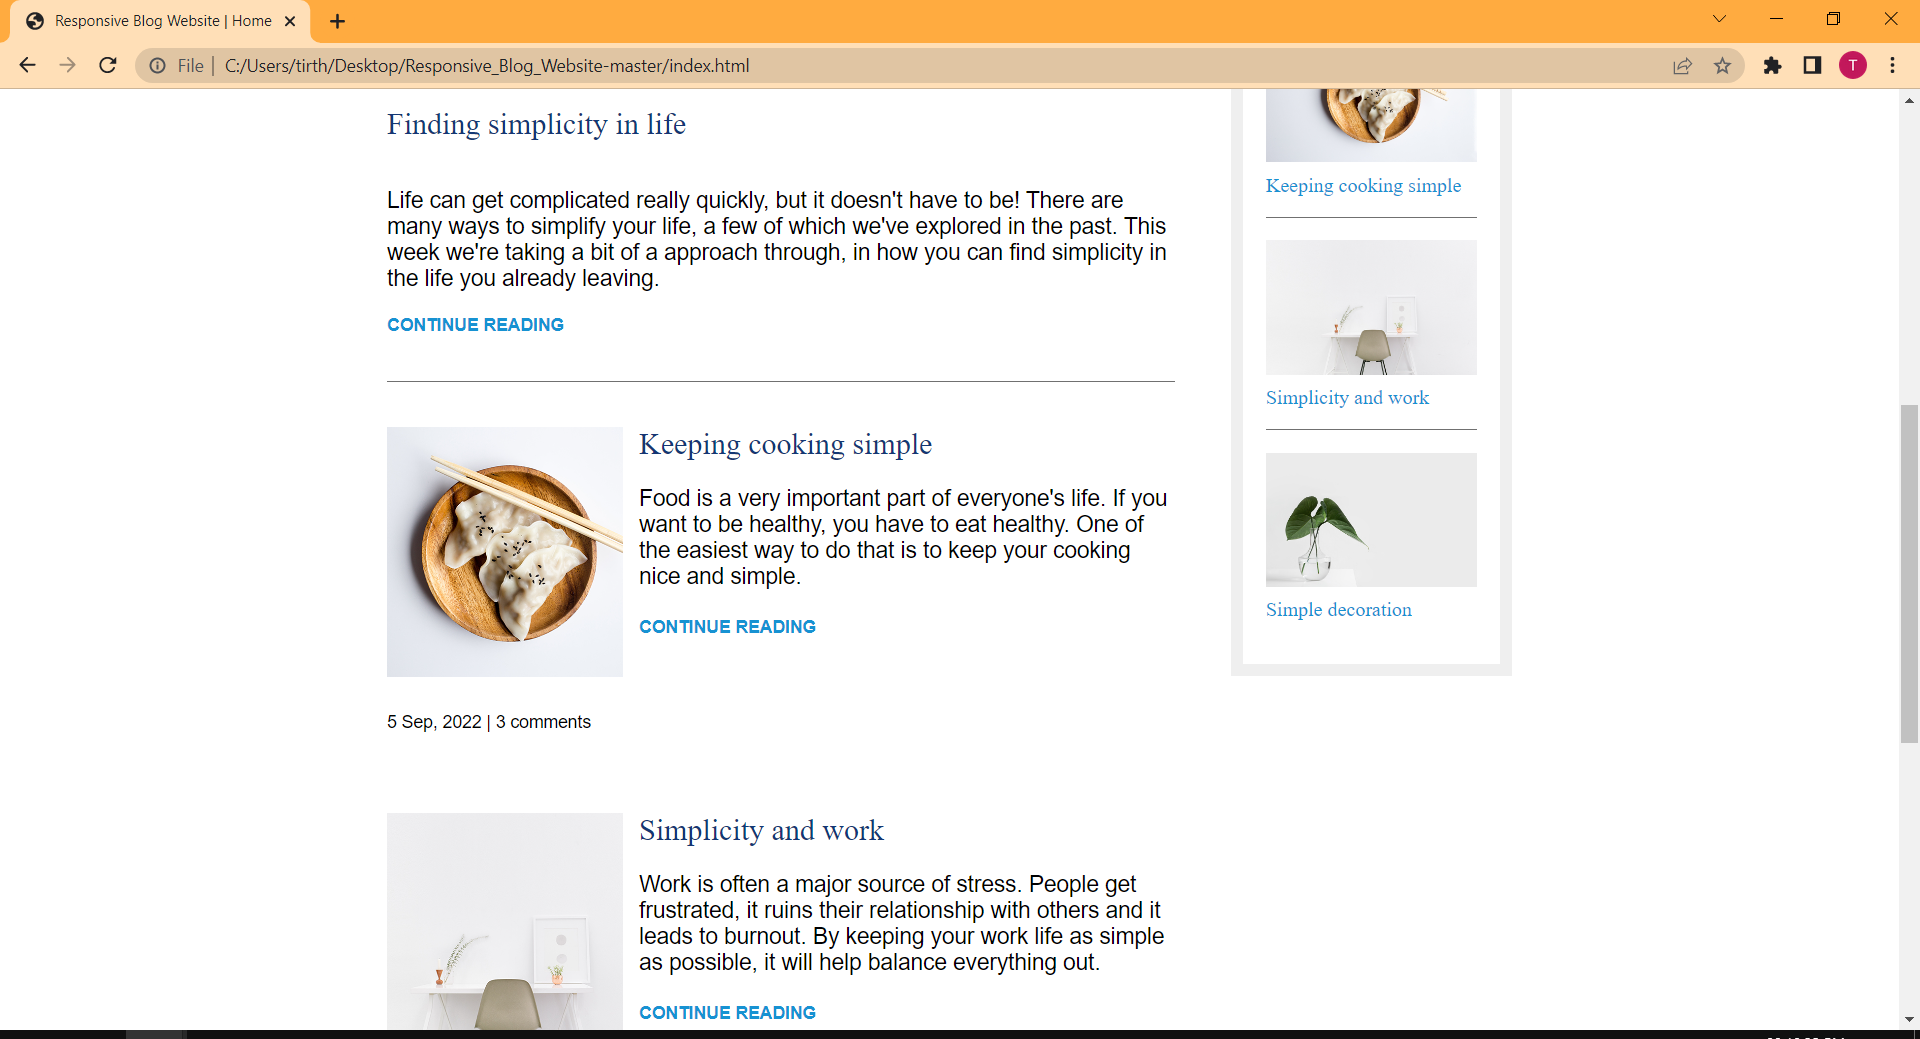 Responsive Blog Website | Home
File | C:/Users/tirth/Desktop/Responsive_Blog_Website-master/index.html
T
Finding simplicity in life
Life can get complicated really quickly, but it doesn't have to be! There are
many ways to simplify your life, a few of which we've explored in the past. This
week we're taking a bit of a approach through, in how you can find simplicity in
the life you already leaving.
CONTINUE READING
Keeping cooking simple
Food is a very important part of everyone's life. If you
want to be healthy, you have to eat healthy. One of
the easiest way to do that is to keep your cooking
nice and simple.
CONTINUE READING
5 Sep, 2022 | 3 comments
Simplicity and work
Work is often a major source of stress. People get
frustrated, it ruins their relationship with others and it
leads to burnout. By keeping your work life as simple
as possible, it will help balance everything out.
CONTINUE READING
Keeping cooking simple
Simplicity and work
Simple decoration